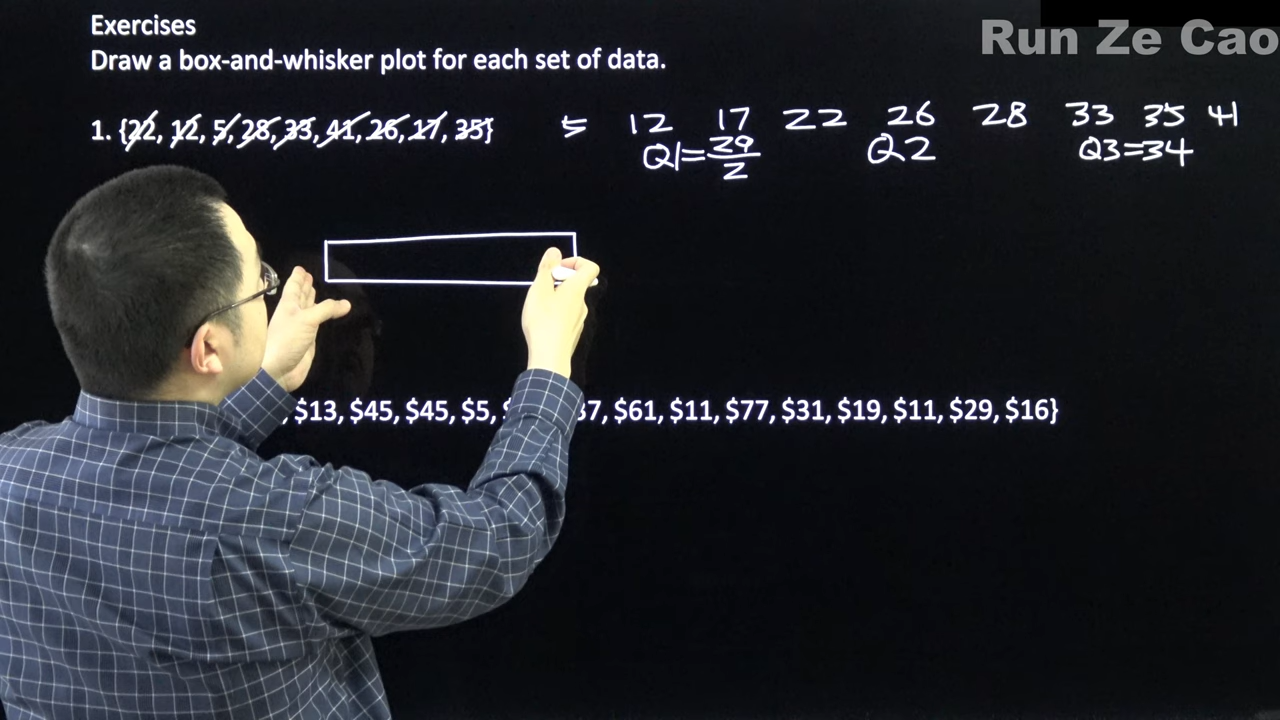 Exercises
Run Ze Cao
Draw a box-and-whisker plot for each set of data.
1. {22, 12, 5, 28, 33, 41, 26, 17, 35}
5 12 17 22 26 28 33 35 41
Q1=29/2 Q2 Q3=34
$13, $45, $45, $5, $61, $11, $77, $31, $19, $11, $29, $16}